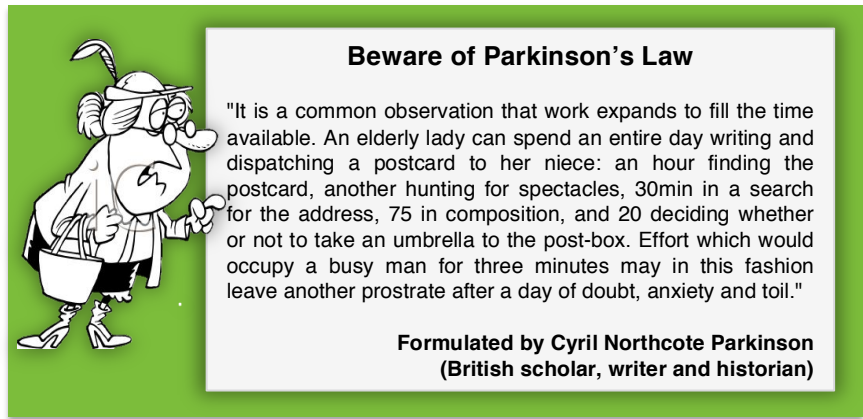 Beware of Parkinson's Law
"It is a common observation that work expands to fill the time
available. An elderly lady can spend an entire day writing and
dispatching a postcard to her niece: an hour finding the
postcard, another hunting for spectacles, 30min in a search
for the address, 75 in composition, and 20 deciding whether
or not to take an umbrella to the post-box. Effort which would
occupy a busy man for three minutes may in this fashion
leave another prostrate after a day of doubt, anxiety and toil."
Formulated by Cyril Northcote Parkinson
(British scholar, writer and historian)